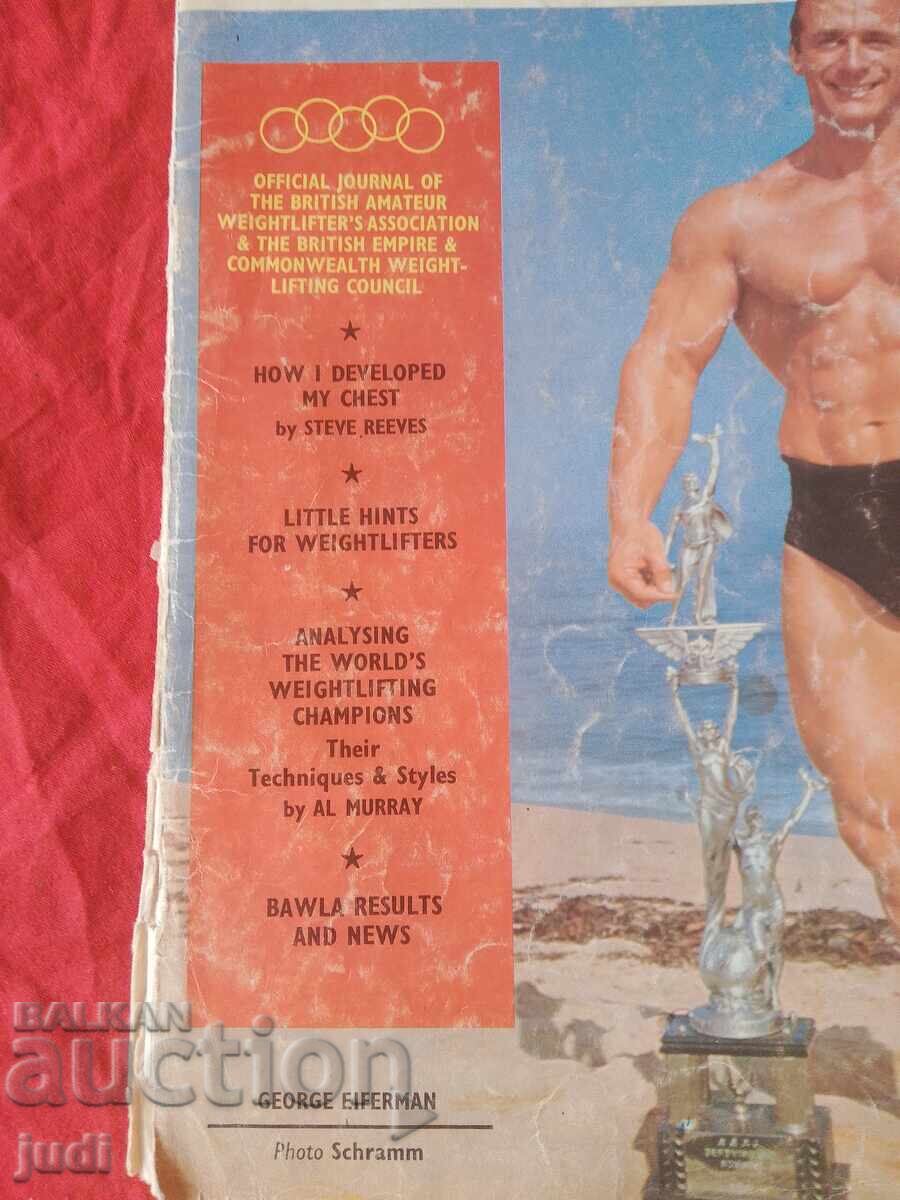 OFFICIAL JOURNAL OF
THE BRITISH AMATEUR
WEIGHTLIFTER'S ASSOCIATION
& THE BRITISH EMPIRE &
COMMONWEALTH WEIGHT-
LIFTING COUNCIL
HOW I DEVELOPED
MY CHEST
by STEVE REEVES
LITTLE HINTS
FOR WEIGHTLIFTERS
ANALYSING
THE WORLD'S
WEIGHTLIFTING
CHAMPIONS
Their
Techniques & Styles
by AL MURRAY
BAWLA RESULTS
AND NEWS
GEORGE EIFERMAN
Photo Schramm
BALKAN
auction
judi